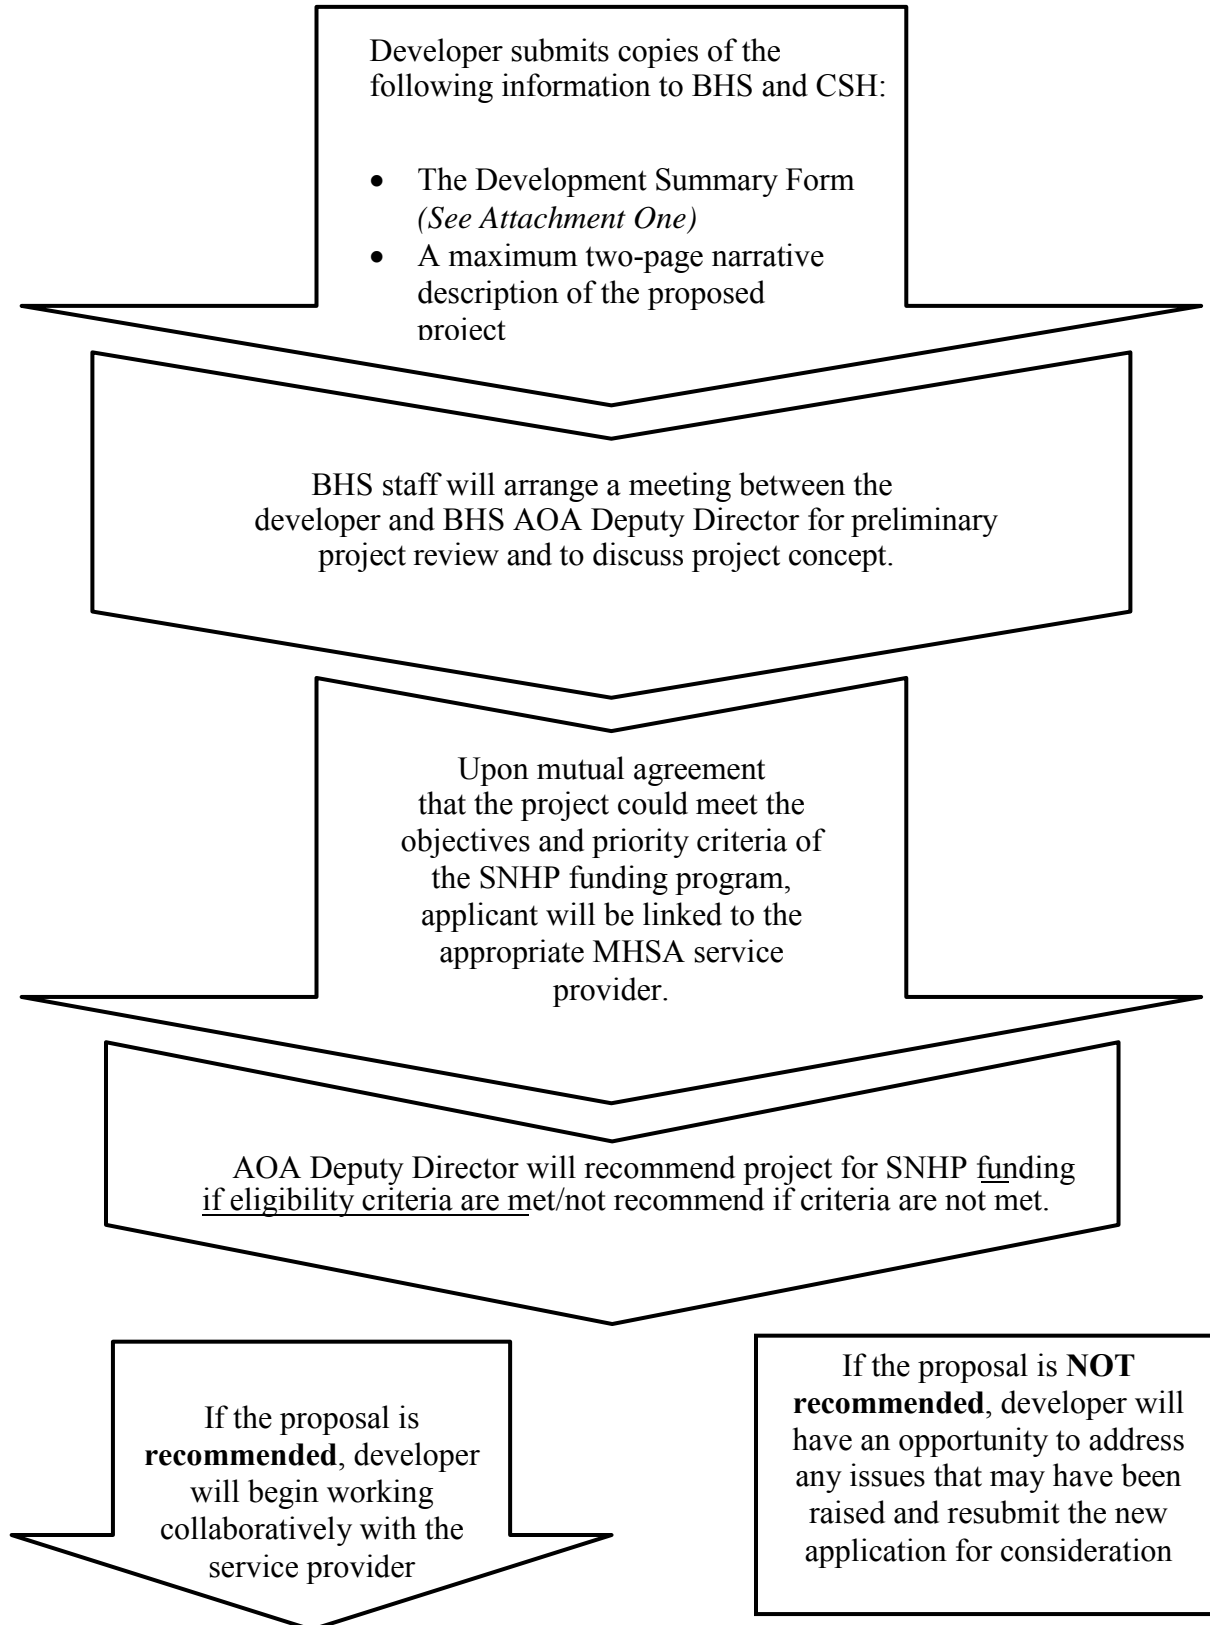 Developer submits copies of the
following information to BHS and CSH:
• The Development Summary Form
(See Attachment One)
• A maximum two-page narrative
description of the proposed
project
BHS staff will arrange a meeting between the
developer and BHS AOA Deputy Director for preliminary
project review and to discuss project concept.
Upon mutual agreement
that the project could meet the
objectives and priority criteria of
the SNHP funding program,
applicant will be linked to the
appropriate MHSA service
provider.
AOA Deputy Director will recommend project for SNHP funding
if eligibility criteria are met/not recommend if criteria are not met.
If the proposal is
recommended, developer
will begin working
collaboratively with the
service provider
If the proposal is NOT
recommended, developer will
have an opportunity to address
any issues that may have been
raised and resubmit the new
application for consideration